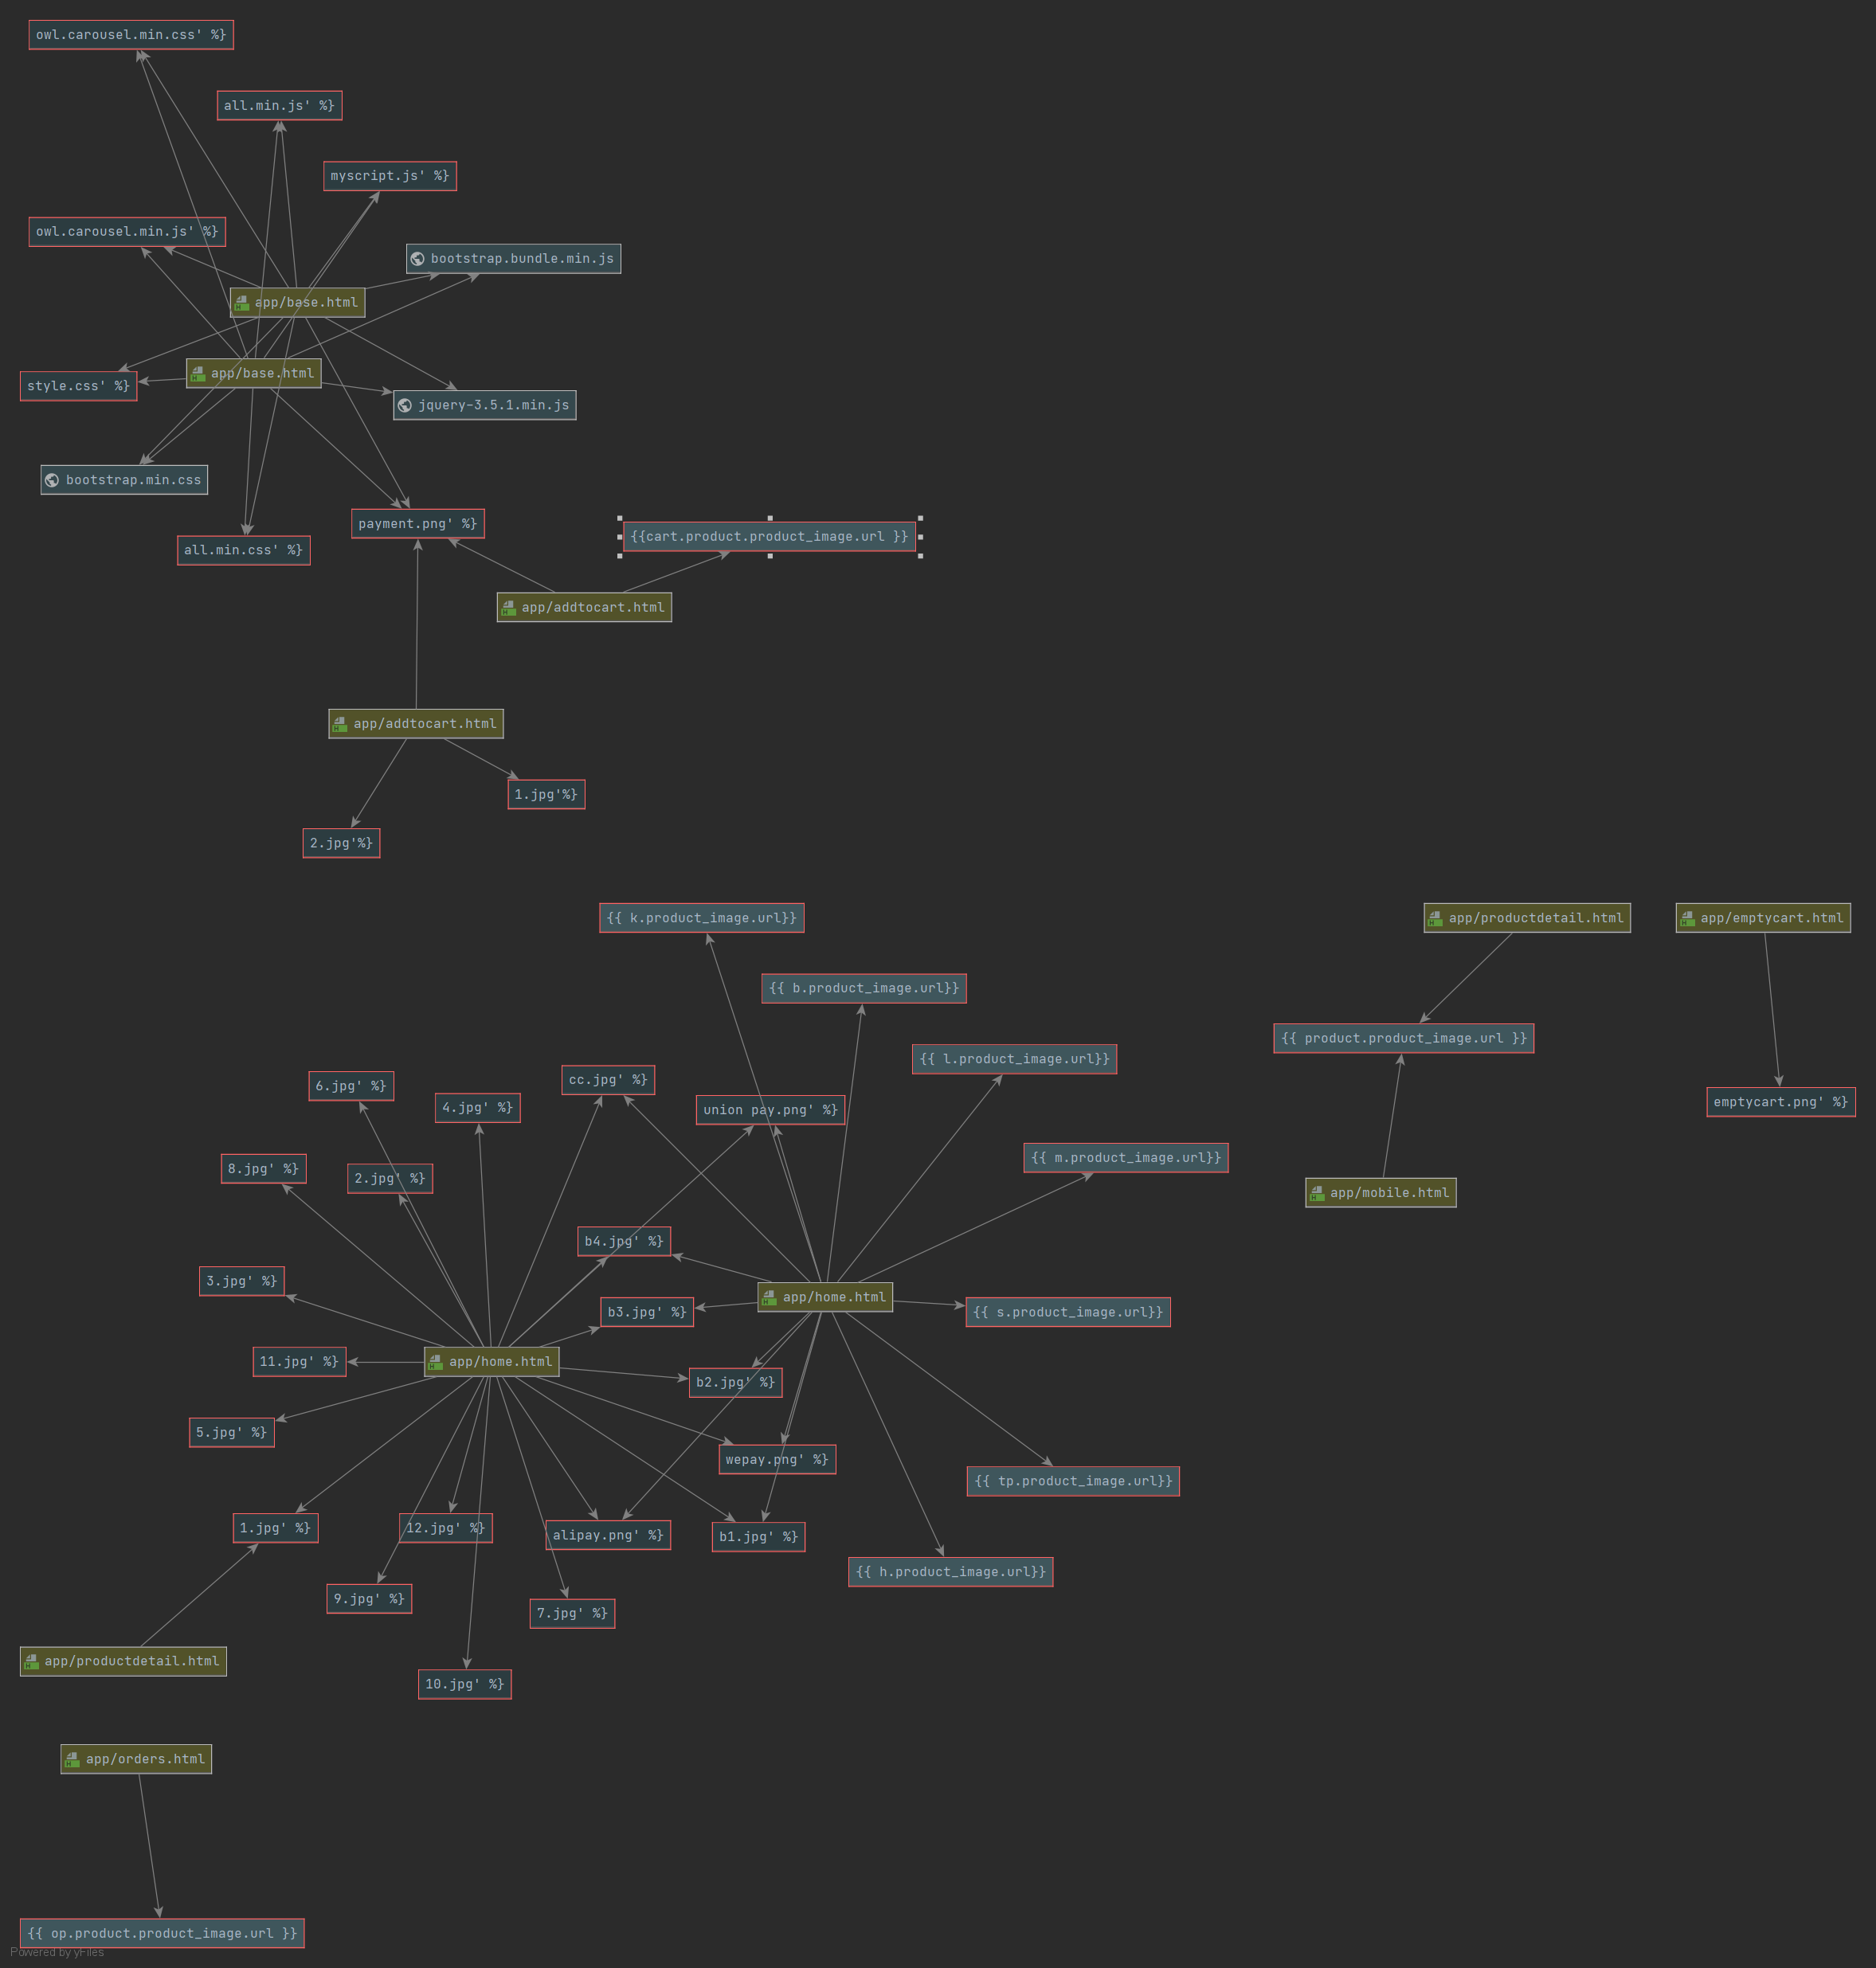 owl.carousel.min.css' %}
all.min.js' %}
myscript.js' %}
owl.carousel.min.js' %}
bootstrap.bundle.min.js
app/base.html
app/base.html
style.css' %}
jquery-3.5.1.min.js
bootstrap.min.css
payment.png' %}
{{cart.product.product_image.url }}
all.min.css' %}
app/addtocart.html
app/addtocart.html
1.jpg'%}
2.jpg'%}
{{ k.product_image.url}}
app/productdetail.html
app/emptycart.html
{{ b.product_image.url}}
{{ product.product_image.url }}
{{ l.product_image.url}}
cc.jpg' %}
6.jpg' %}
emptycart.png' %}
4.jpg' %}
union pay.png' %}
{{ m.product_image.url}}
8.jpg' %}
2.jpg' %}
app/mobile.html
b4.jpg' %}
3.jpg' %}
app/home.html
b3.jpg' %}
{{ s.product_image.url}}
11.jpg' %}
app/home.html
b2.jpg' %}
5.jpg' %}
wepay.png' %}
{{ tp.product_image.url}}
1.jpg' %}
12.jpg' %}
alipay.png' %}
b1.jpg' %}
{{ h.product_image.url}}
9.jpg' %}
7.jpg' %}
app/productdetail.html
10.jpg' %}
app/orders.html
{{ op.product.product_image.url }}
Powered by yFiles